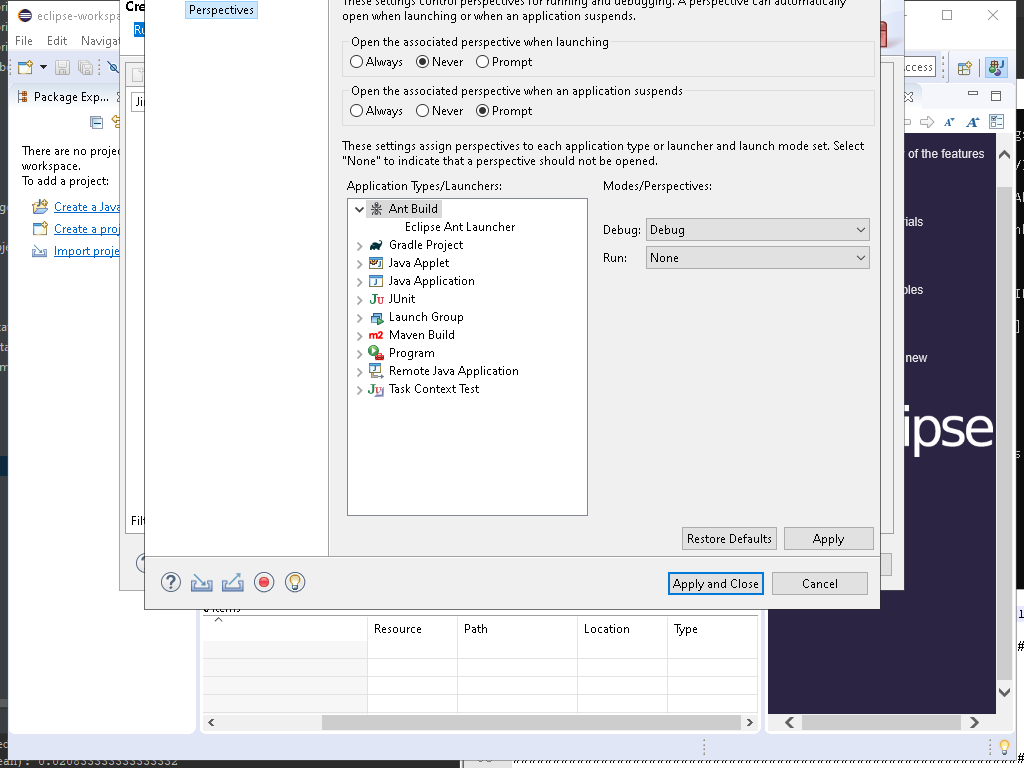 eclipse-workspa
File Edit Navigat
Package Exp...
There are no proje
workspace.
To add a project:
Create a Java
Create a proj
Import proje
Cre
Ru
Perspectives
These settings control perspectives for running and debugging. A perspective can automatically
open when launching or when an application suspends.
Open the associated perspective when launching
Always Never Prompt
Open the associated perspective when an application suspends
Always Never Prompt
These settings assign perspectives to each application type or launcher and launch mode set. Select
"None" to indicate that a perspective should not be opened.
Application Types/Launchers:
Modes/Perspectives:
Ant Build
Eclipse Ant Launcher
Gradle Project
Java Applet
Java Application
JUnit
Launch Group
Maven Build
Program
Remote Java Application
Task Context Test
Debug: Debug
Run: None
Filt
Restore Defaults Apply
Apply and Close Cancel
ccess
of the features
rials
ples
new
ipse
Resource Path Location Type